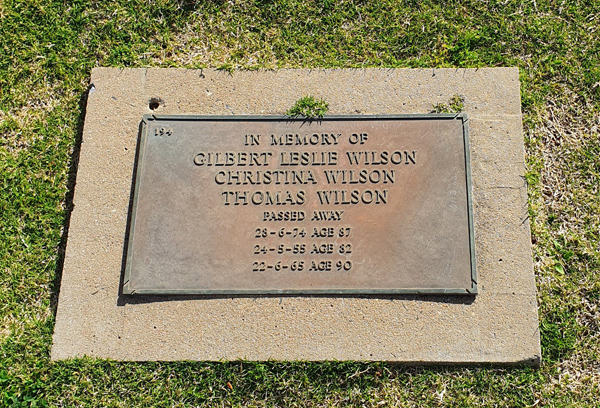 194
IN MEMORY OF
GILBERT LESLIE WILSON
CHRISTINA WILSON
THOMAS WILSON
PASSED AWAY
28-6-74 AGE 87
24-5-55 AGE 82
22-6-65 AGE 90